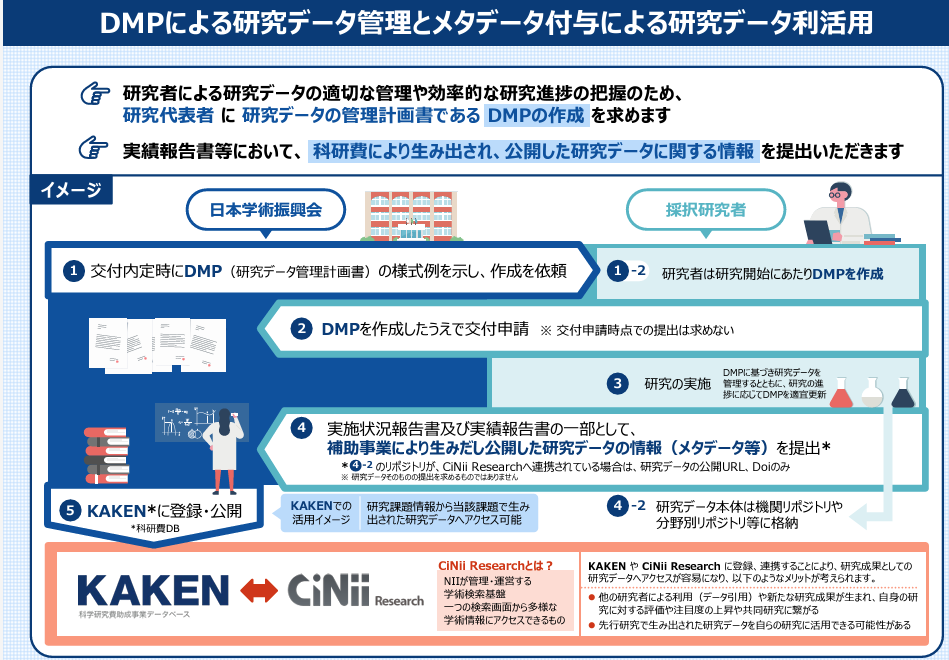 DMPによる研究データ管理とメタデータ付与による研究データ利活用
研究者による研究データの適切な管理や効率的な研究進捗の把握のため、
研究代表者 に 研究データの管理計画書である DMPの作成 を求めます
実績報告書等において、 科研費により生み出され、公開した研究データに関する情報 を提出いただきます
イメージ
日本学術振興会
採択研究者
1 交付内定時にDMP（研究データ管理計画書）の様式例を示し、作成を依頼
1 -2 研究者は研究開始にあたりDMPを作成
2 DMPを作成したうえで交付申請 ※ 交付申請時点での提出は求めない
3 研究の実施
DMPに基づき研究データを
管理するとともに、研究の進
捗に応じてDMPを適宜更新
4 実施状況報告書及び実績報告書の一部として、
補助事業により生みだし公開した研究データの情報（メタデータ等）を提出*
*4-2 のリポジトリが、CiNii Researchへ連携されている場合は、研究データの公開URL、Doiのみ
※ 研究データそのものの提出を求めるものではありません
5 KAKEN*に登録・公開
*科研費DB
KAKENでの
活用イメージ
研究課題情報から当該課題で生み
出された研究データへアクセス可能
4 -2 研究データ本体は機関リポジトリや
分野別リポジトリ等に格納
KAKEN
科学研究費助成事業データベース
CiNii Research
CiNii Researchとは？
NIIが管理・運営する
学術検索基盤
一つの検索画面から多様な
学術情報にアクセスできるもの
KAKEN や CiNii Research に登録、連携することにより、研究成果としての
研究データへアクセスが容易になり、以下のようなメリットが考えられます。
● 他の研究者による利用（データ引用）や新たな研究成果が生まれ、自身の研
究に対する評価や注目度の上昇や共同研究に繋がる
● 先行研究で生み出された研究データを自らの研究に活用できる可能性がある